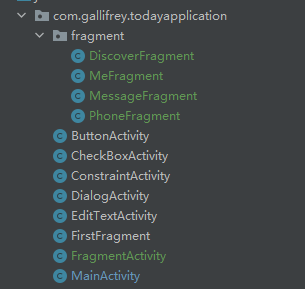 com.gallifrey.todayapplication
fragment
DiscoverFragment
MeFragment
MessageFragment
PhoneFragment
ButtonActivity
CheckBoxActivity
ConstraintActivity
DialogActivity
EditTextActivity
FirstFragment
FragmentActivity
MainActivity